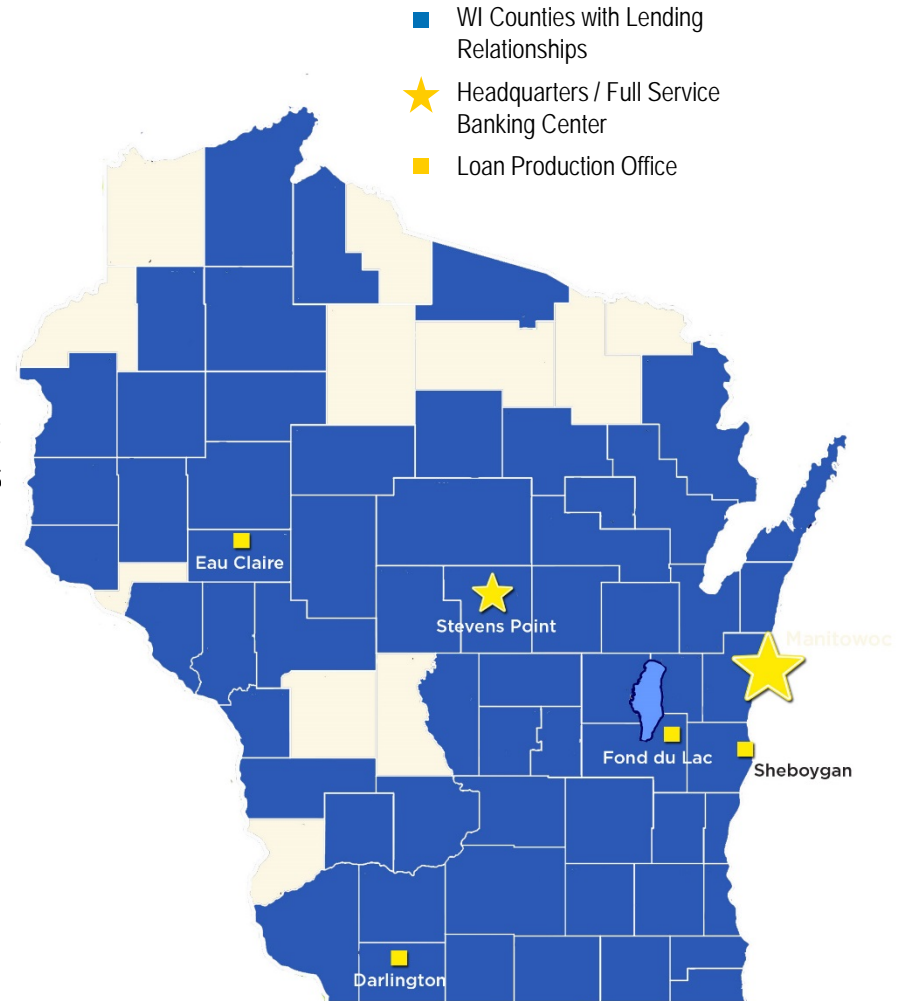 WI Counties with Lending
Relationships
Headquarters / Full Service
Banking Center
Loan Production Office
Eau Claire
Stevens Point
Manitowoc
Fond du Lac
Sheboygan
Darlington